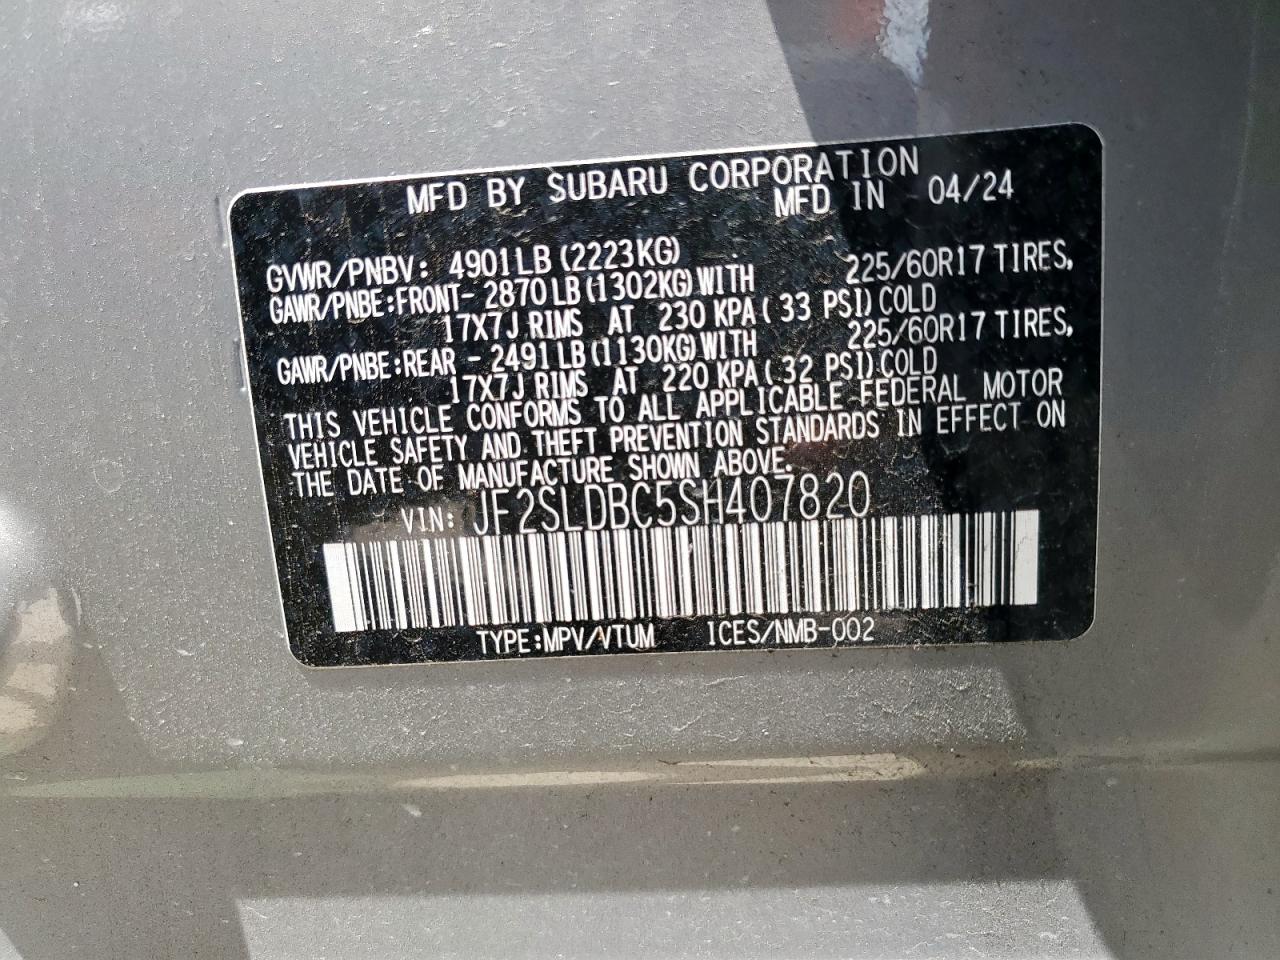 MFD BY SUBARU CORPORATION
MFD IN 04/24
GVWR/PNBV: 4901LB (2223KG)
GAWR/PNBE:FRONT- 2870LB(1302KG)WITH 225/60R17 TIRES,
17X7J RIMS AT 230 KPA( 33 PSI)COLD
GAWR/PNBE:REAR - 2491LB(1130KG)WITH 225/60R17 TIRES,
17X7J RIMS AT 220 KPA( 32 PSI)COLD
THIS VEHICLE CONFORMS TO ALL APPLICABLE FEDERAL MOTOR
VEHICLE SAFETY AND THEFT PREVENTION STANDARDS IN EFFECT ON
THE DATE OF MANUFACTURE SHOWN ABOVE.
VIN: JF2SLDBC5SH407820
TYPE:MPV/VTUM ICES/NMB-002